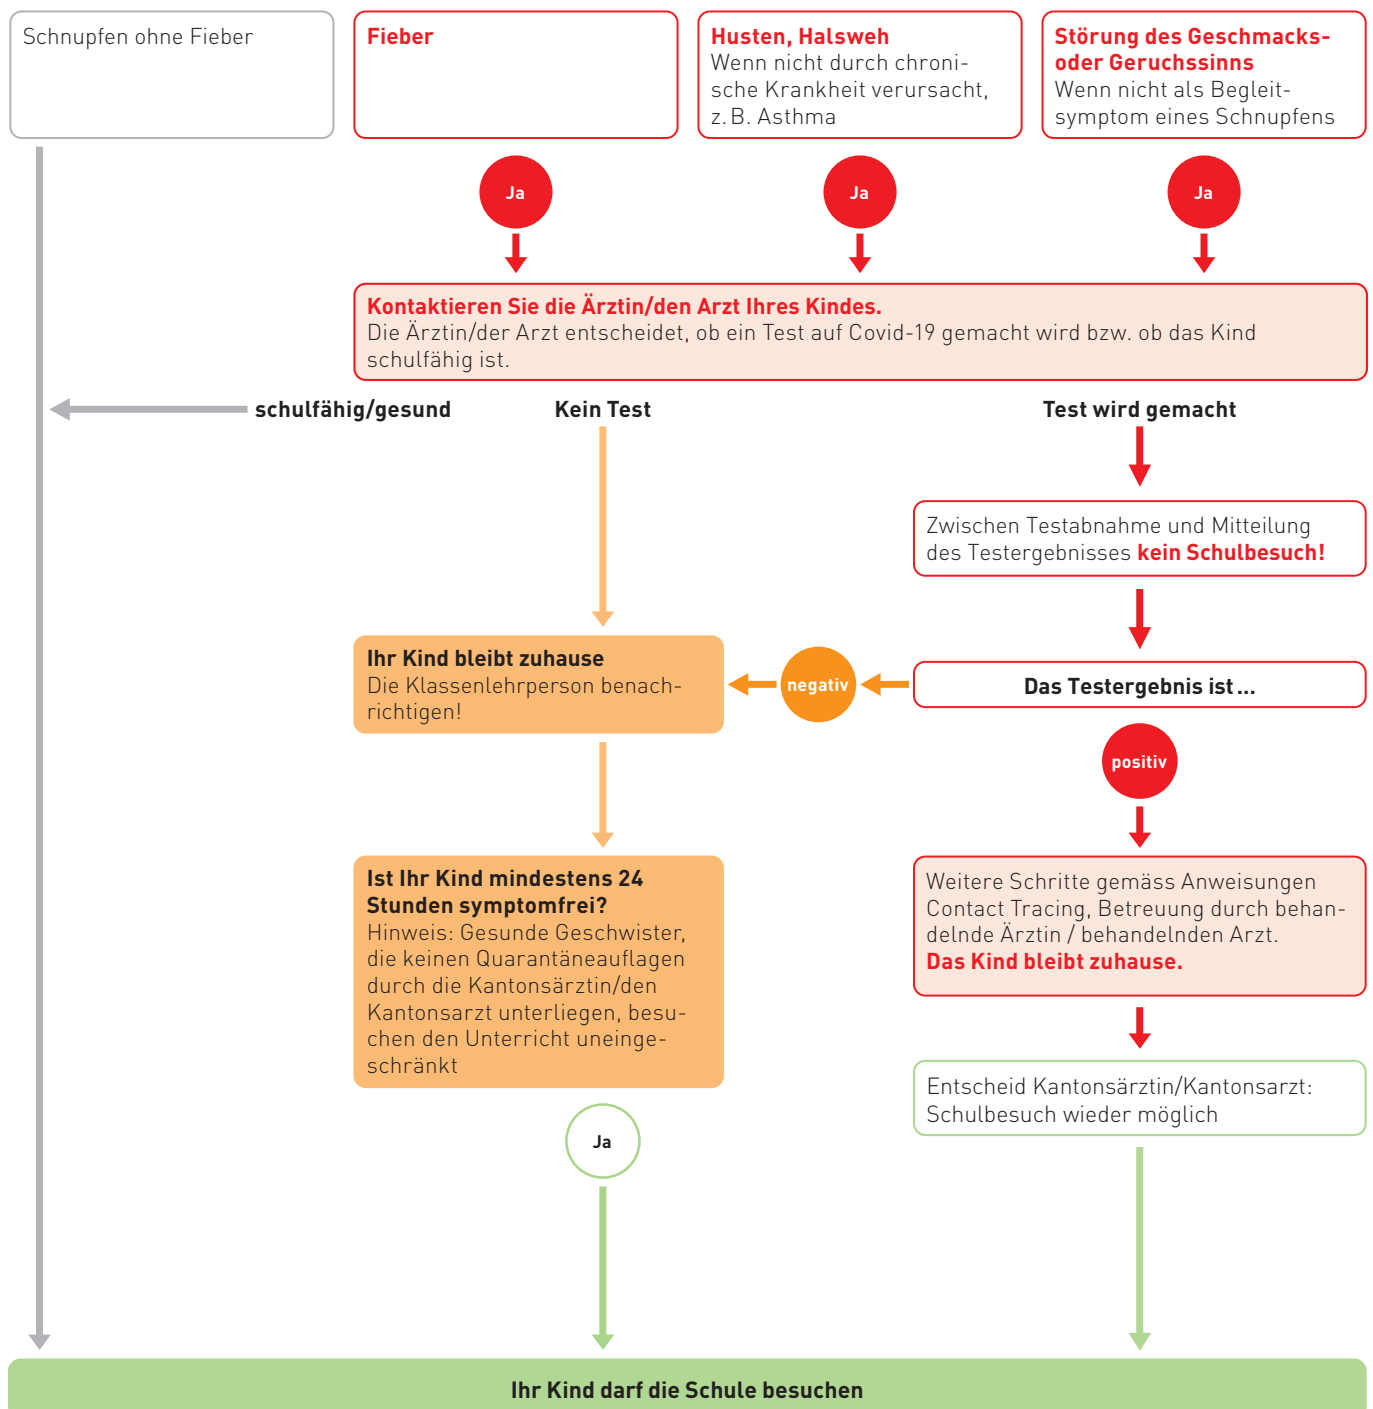 Schnupfen ohne Fieber
Fieber
Husten, Halsweh
Wenn nicht durch chroni-
sche Krankheit verursacht,
z. B. Asthma
Störung des Geschmacks-
oder Geruchssinns
Wenn nicht als Begleit-
symptom eines Schnupfens
Ja
Ja
Ja
Kontaktieren Sie die Ärztin/den Arzt Ihres Kindes.
Die Ärztin/der Arzt entscheidet, ob ein Test auf Covid-19 gemacht wird bzw. ob das Kind
schulfähig ist.
schulfähig/gesund
Kein Test
Test wird gemacht
Zwischen Testabnahme und Mitteilung
des Testergebnisses kein Schulbesuch!
Ihr Kind bleibt zuhause
Die Klassenlehrperson benach-
richtigen!
negativ
Das Testergebnis ist ...
positiv
Ist Ihr Kind mindestens 24
Stunden symptomfrei?
Hinweis: Gesunde Geschwister,
die keinen Quarantäneauflagen
durch die Kantonsärztin/den
Kantonsarzt unterliegen, besu-
chen den Unterricht uneinge-
schränkt
Weitere Schritte gemäss Anweisungen
Contact Tracing, Betreuung durch behan-
delnde Ärztin / behandelnden Arzt.
Das Kind bleibt zuhause.
Entscheid Kantonsärztin/Kantonsarzt:
Schulbesuch wieder möglich
Ja
Ihr Kind darf die Schule besuchen